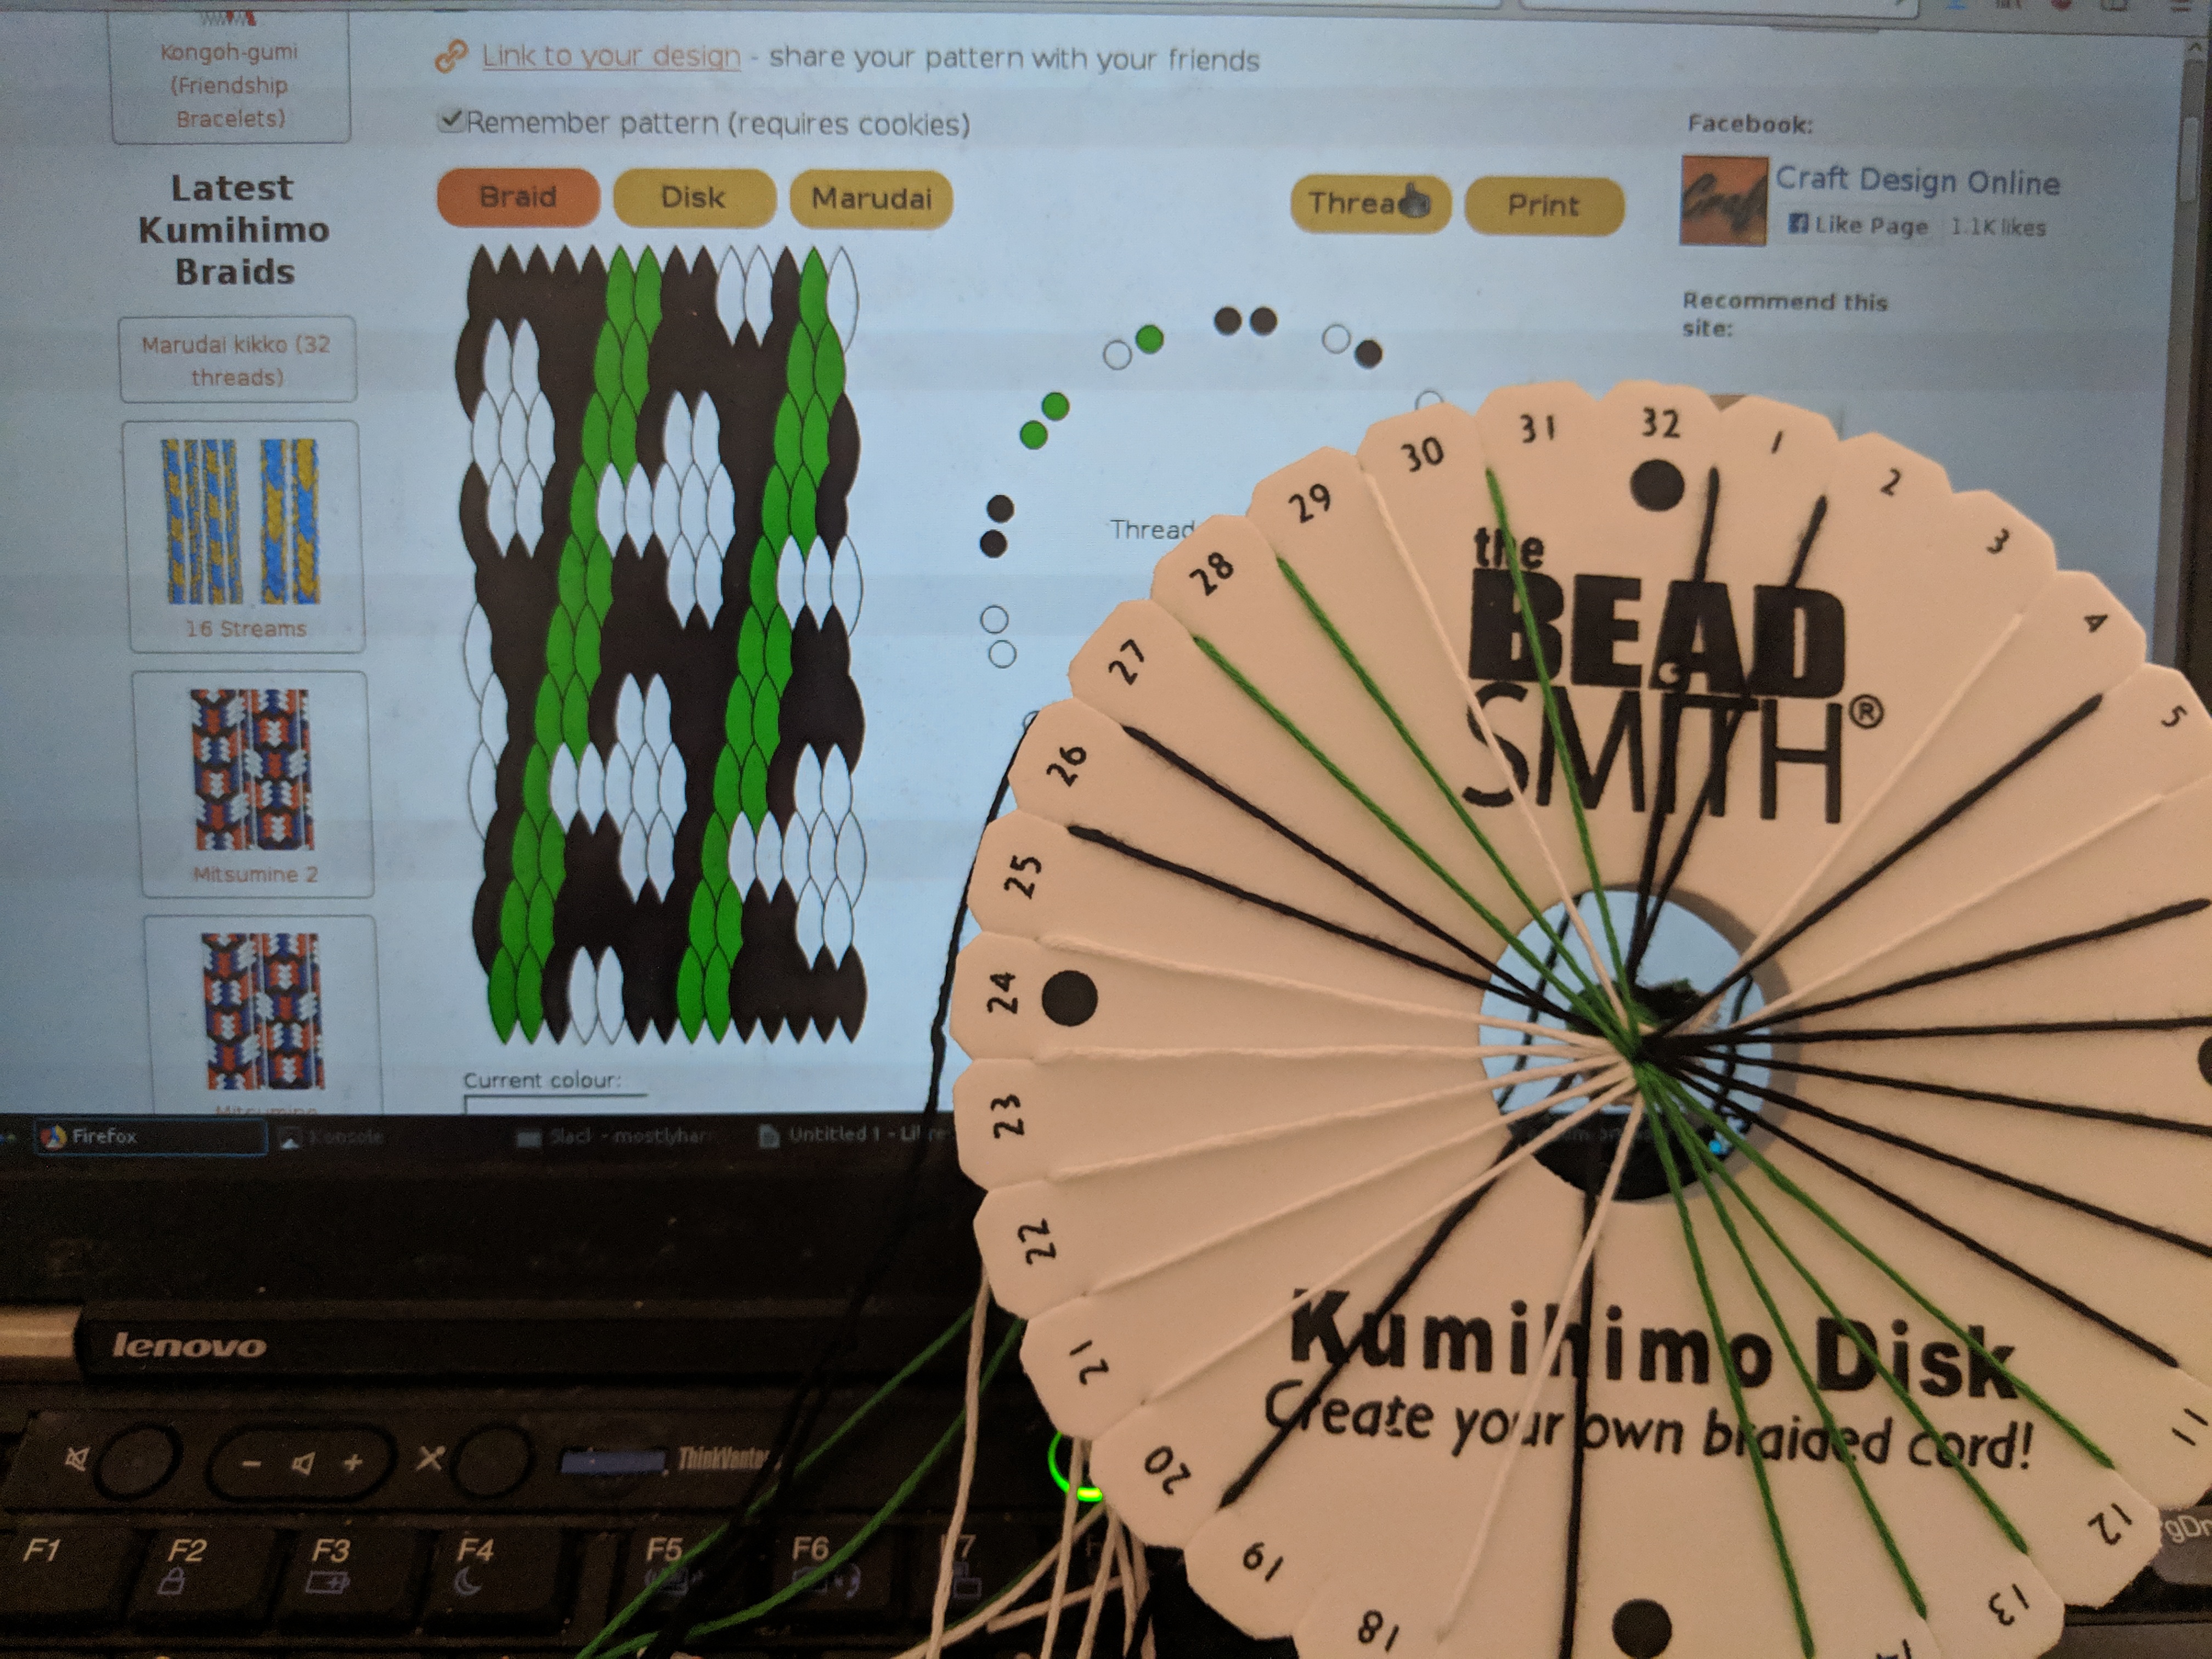 Kongoh-gumi
(Friendship
Bracelets)
Latest
Kumihimo
Braids
Marudai kikko (32
threads)
16 Streams
Mitsumine 2
Mitsumine
Link to your design - share your pattern with your friends
Remember pattern (requires cookies)
Braid
Disk
Marudai
Print
Thread
Current colour:
Facebook:
Craft Design Online
Like Page
1.1K likes
Recommend this
site:
Firefox
Konsole
Untitled 1 -
30
31
32
1
2
3
4
5
29
28
27
26
25
24
23
22
21
20
19
18
13
12
11
the
BEAD
SMITH®
Kumihimo Disk
Create your own braided cord!
lenovo
F1
F2
F3
F4
F5
F6